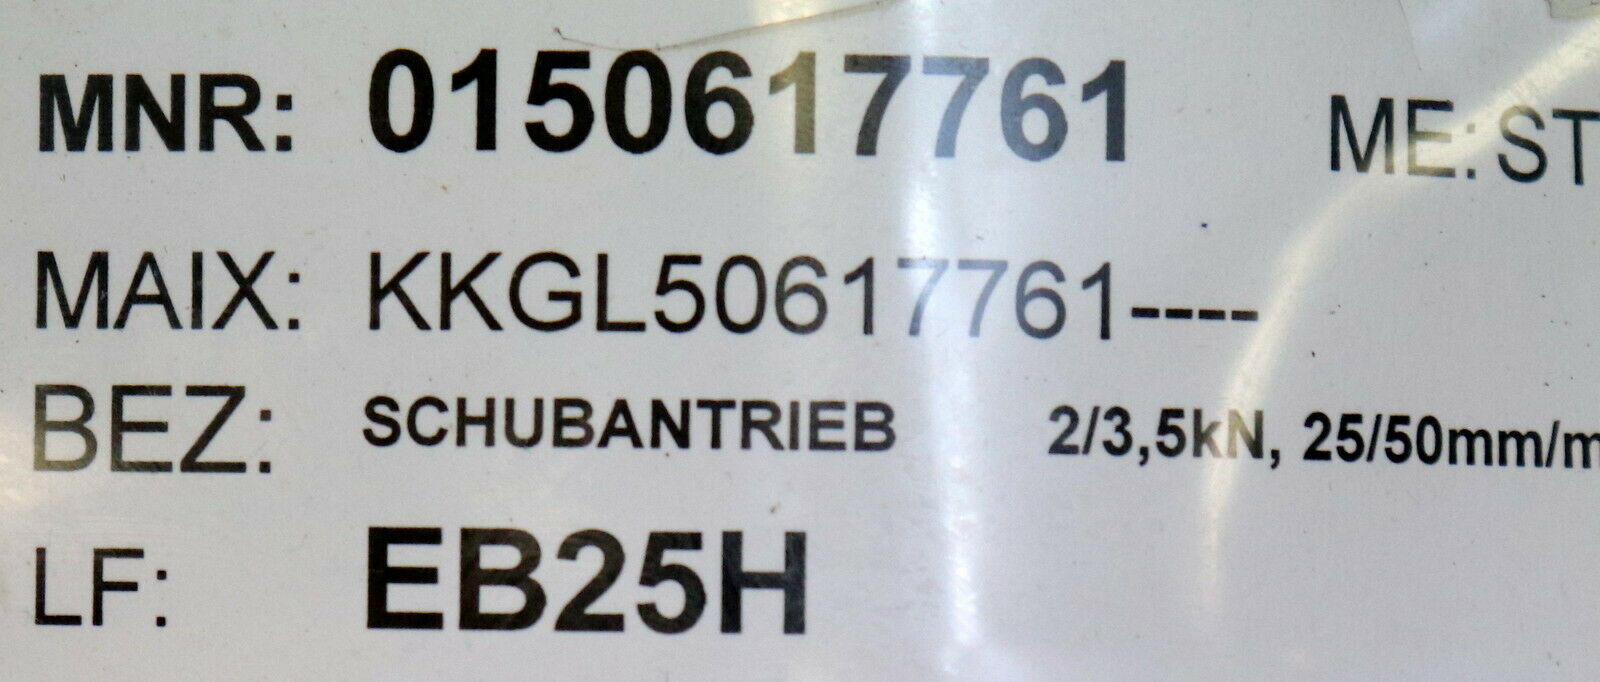 MNR: 0150617761 ME: ST
MAIX: KKGL50617761----
BEZ: SCHUBANTRIEB 2/3,5kN, 25/50mm/m
LF: EB25H